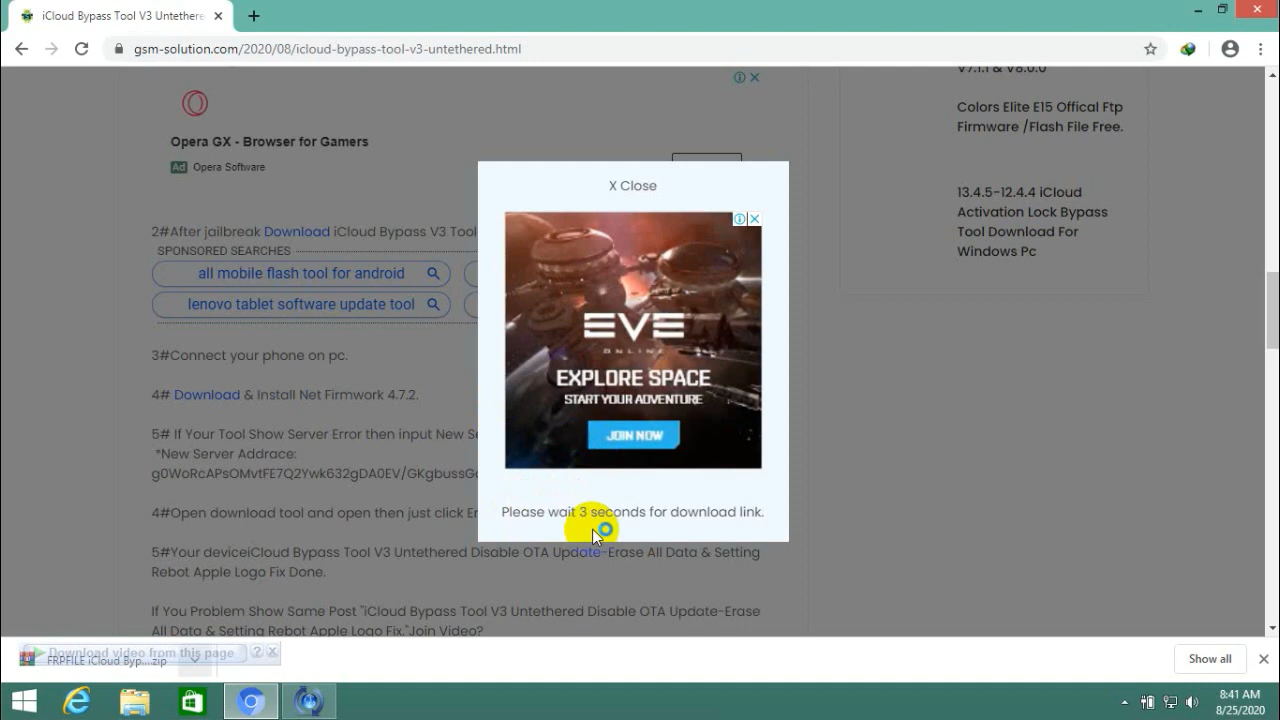 iCloud Bypass Tool V3 Untethere
gsm-solution.com/2020/08/icloud-bypass-tool-v3-untethered.html
V7.1.1 & V8.0.0
Colors Elite E15 Offical Ftp
Firmware /Flash File Free.
13.4.5-12.4.4 iCloud
Activation Lock Bypass
Tool Download For
Windows Pc
Opera GX - Browser for Gamers
Ad Opera Software
2#After jailbreak Download iCloud Bypass V3 Tool
SPONSORED SEARCHES
all mobile flash tool for android
lenovo tablet software update tool
3#Connect your phone on pc.
4# Download & Install Net Firmwork 4.7.2.
5# If Your Tool Show Server Error then input New Se
*New Server Addrace:
g0WoRcAPsOMvtFE7Q2Ywk632gDA0EV/GKgbussG
4#Open download tool and open then just click En
5#Your deviceiCloud Bypass Tool V3 Untethered Disable OTA Update-Erase All Data & Setting
Rebot Apple Logo Fix Done.
If You Problem Show Same Post "iCloud Bypass Tool V3 Untethered Disable OTA Update-Erase
All Data & Setting Rebot Apple Logo Fix."Join Video?
X Close
EVE
ONLINE
EXPLORE SPACE
START YOUR ADVENTURE
JOIN NOW
Please wait 3 seconds for download link.
Download video from this page ?
FRPFILE iCloud Byp....zip
Show all
8:41 AM
8/25/2020